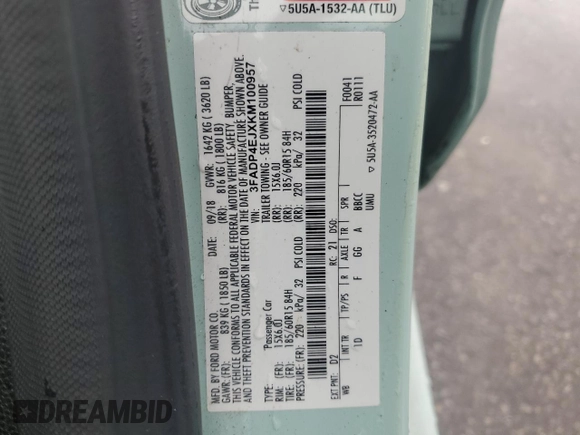 TH
▽ 5U5A-1532-AA (TLU)
MFD. BY FORD MOTOR CO.
DATE: 09/18 GVWR: 1642 KG ( 3620 LB)
GAWR: (FR): 839 KG ( 1850 LB) (RR): 816 KG ( 1800 LB)
THIS VEHICLE CONFORMS TO ALL APPLICABLE FEDERAL MOTOR VEHICLE SAFETY, BUMPER,
AND THEFT PREVENTION STANDARDS IN EFFECT ON THE DATE OF MANUFACTURE SHOWN ABOVE.
VIN: 3FADP4EJXKM100957
TYPE: Passenger Car TRAILER TOWING - SEE OWNER GUIDE
RIM: (FR) 15X6.0J (RR): 15X6.0J
TIRE: (FR) 185/60R15 84H (RR): 185/60R15 84H
PRESSURE: (FR): 220 kPa/ 32 PSI COLD (RR): 220 kPa/ 32 PSI COLD
EXT PNT: D2 RC: 21 DSO: F0041
R0111
WB INT TR TP/PS R AXLE TR SPR
1D F GG A BBCC
UMU
▽ 5U5A-3520472-AA
DREAMBID